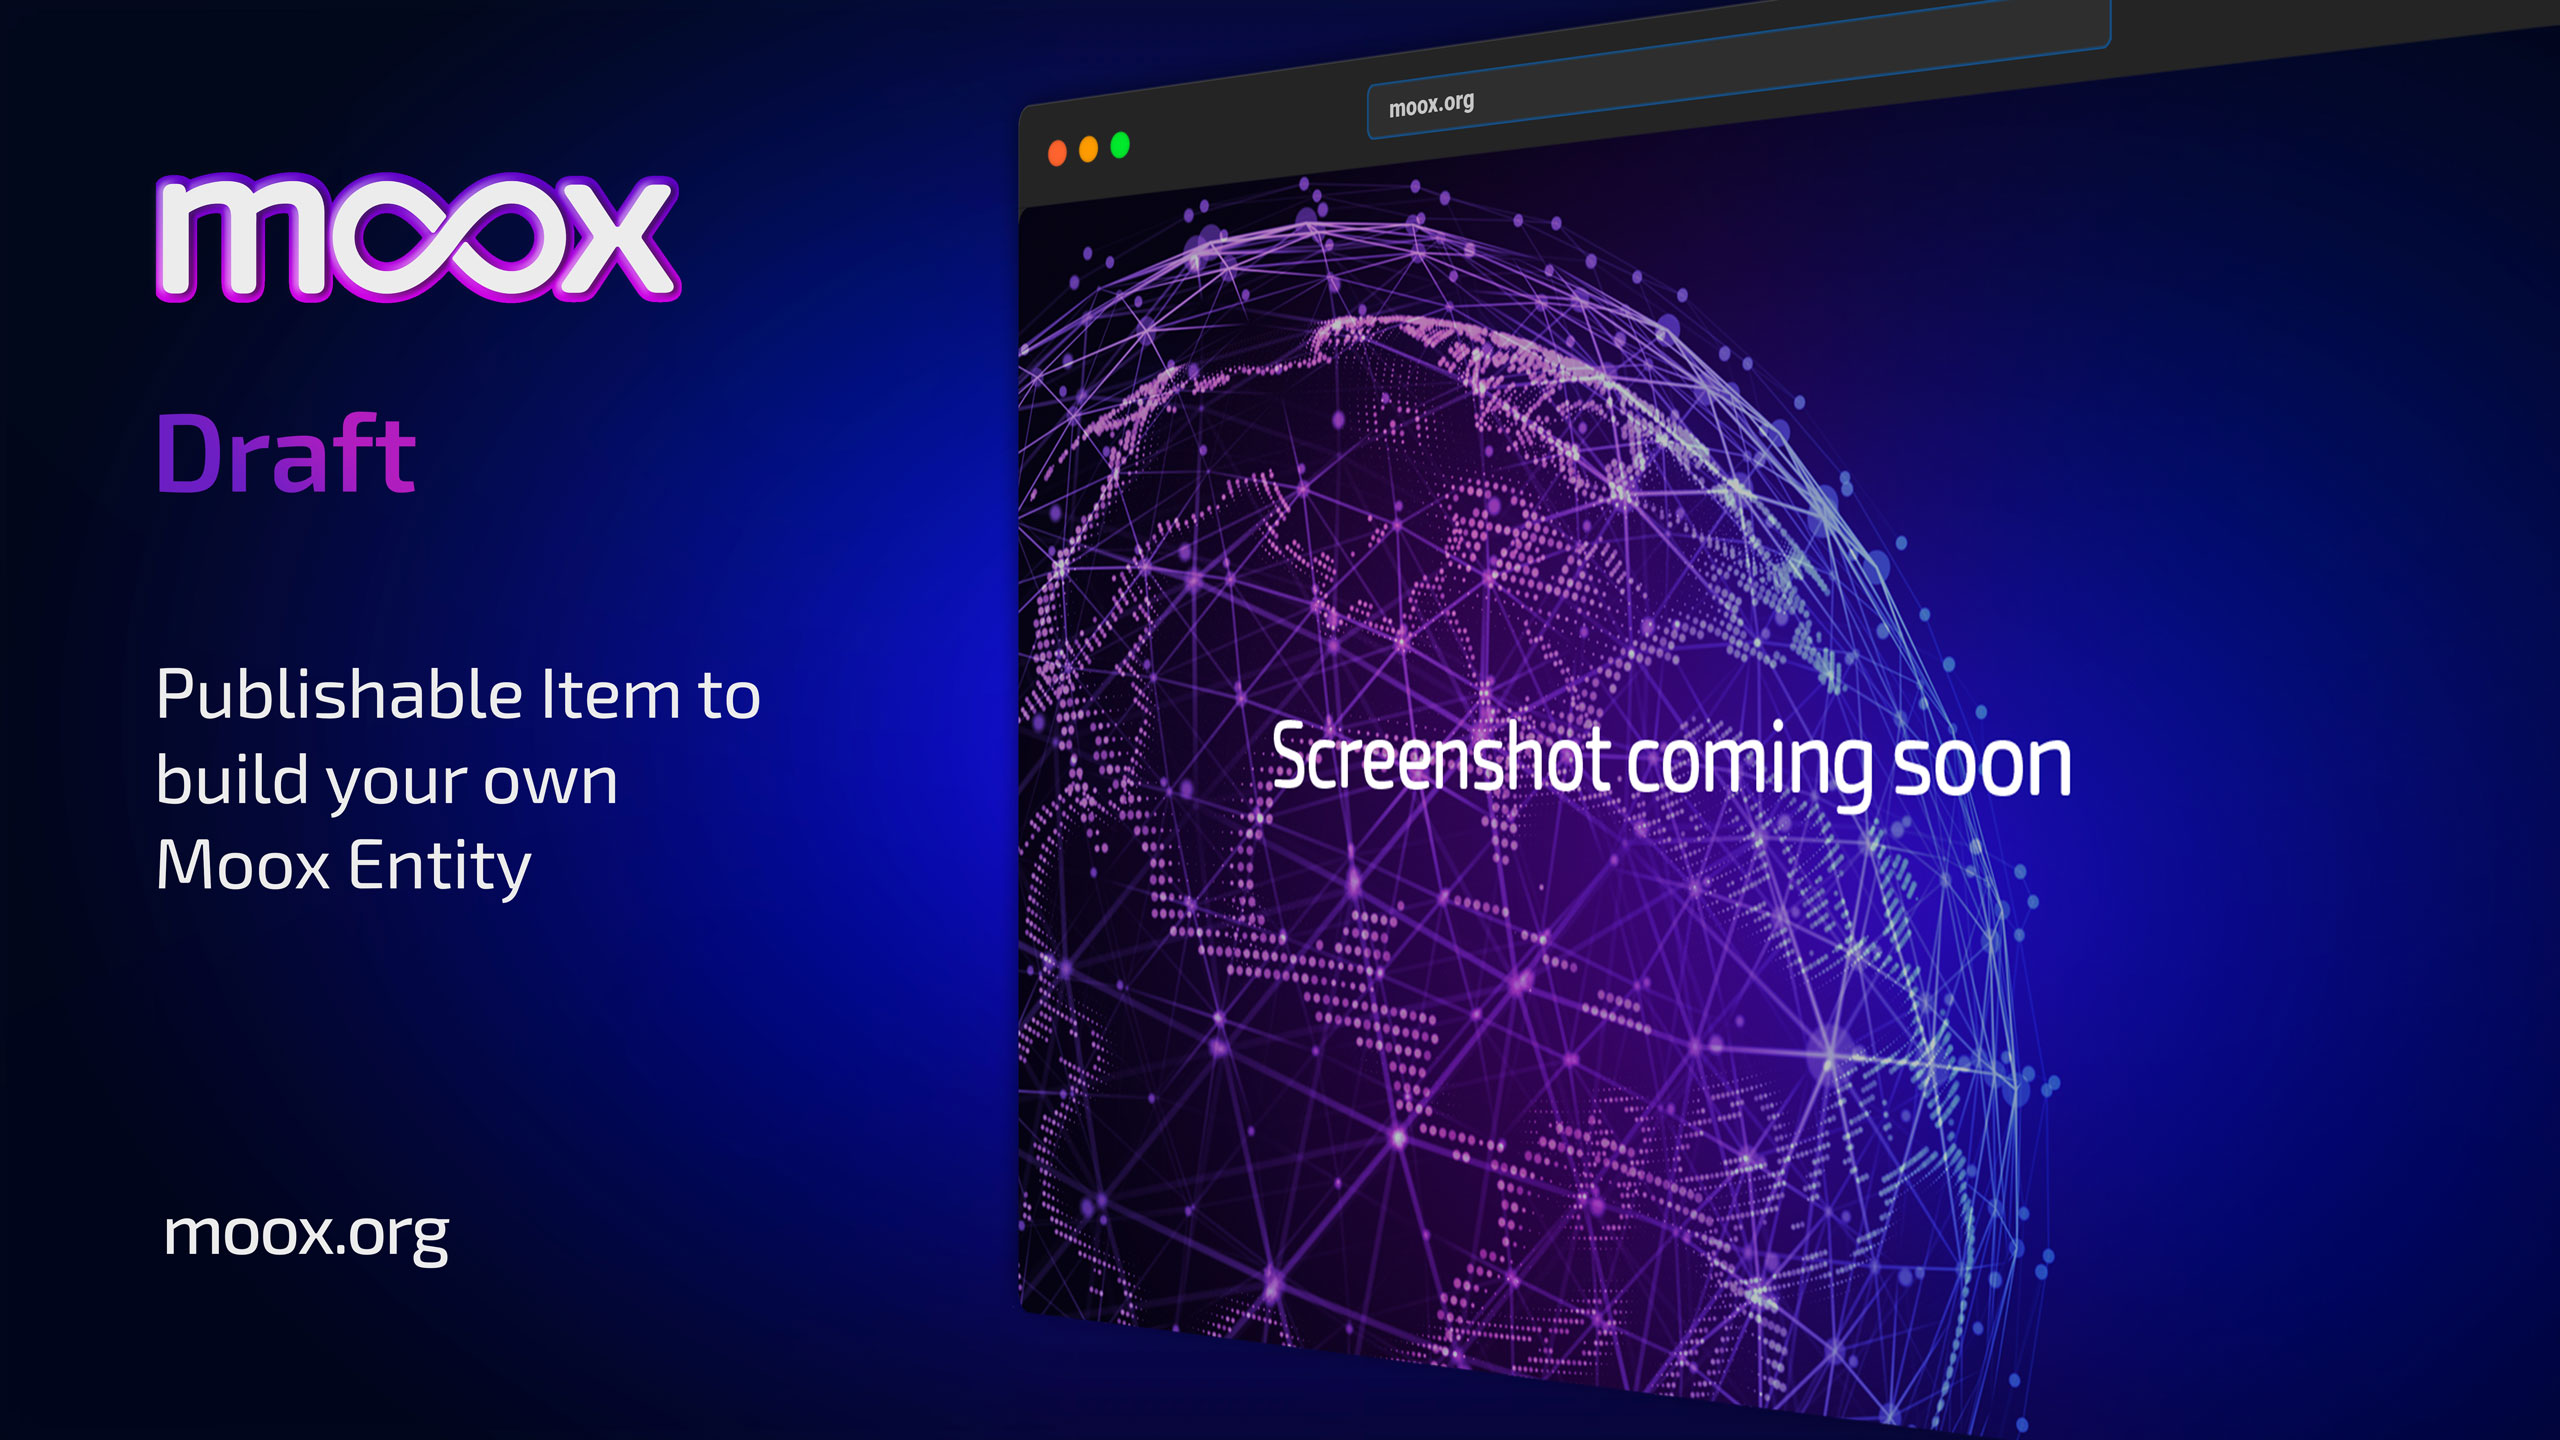 moox
Draft
Publishable Item to
build your own
Moox Entity
moox.org
moox.org
Screenshot coming soon